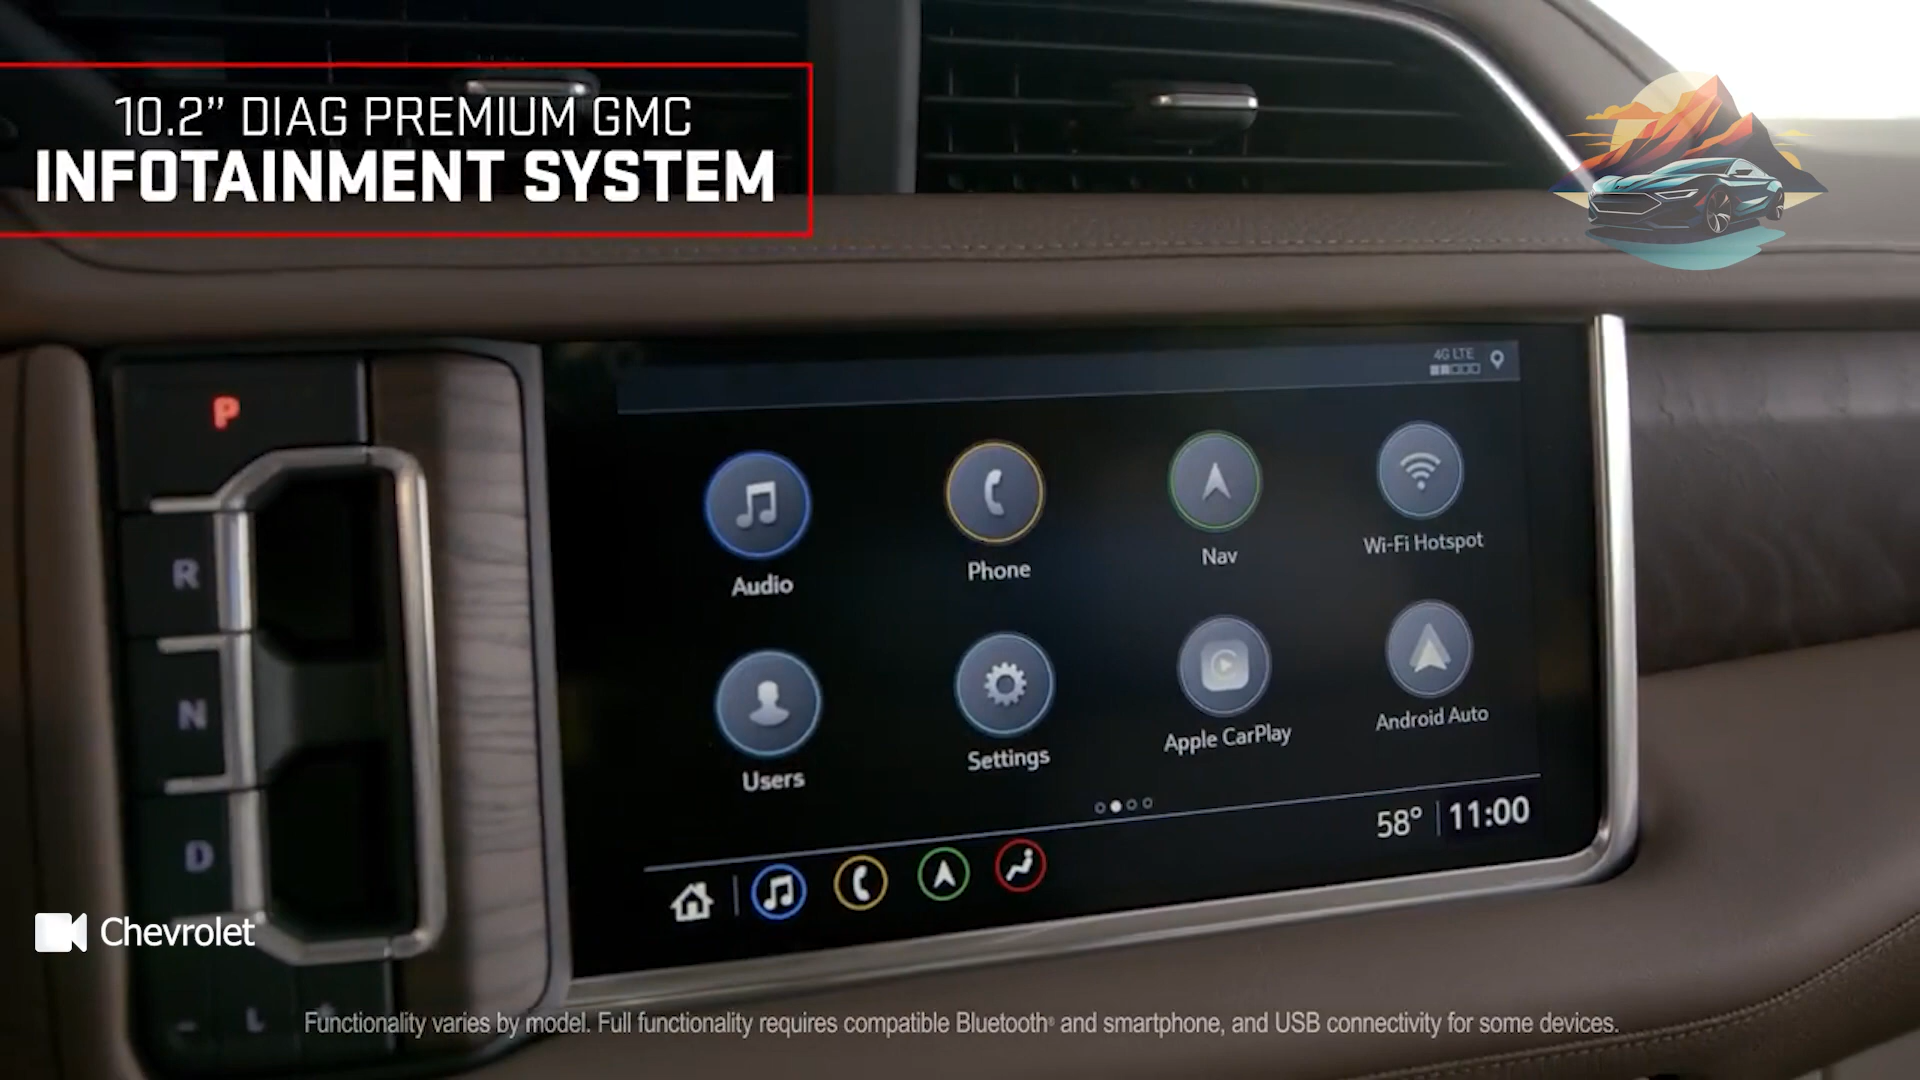 10.2” DIAG PREMIUM GMC
INFOTAINMENT SYSTEM
4G LTE
P
R
N
D
L
Audio
Phone
Nav
Wi-Fi Hotspot
Users
Settings
Apple CarPlay
Android Auto
58° 11:00
Chevrolet
Functionality varies by model. Full functionality requires compatible Bluetooth® and smartphone, and USB connectivity for some devices.